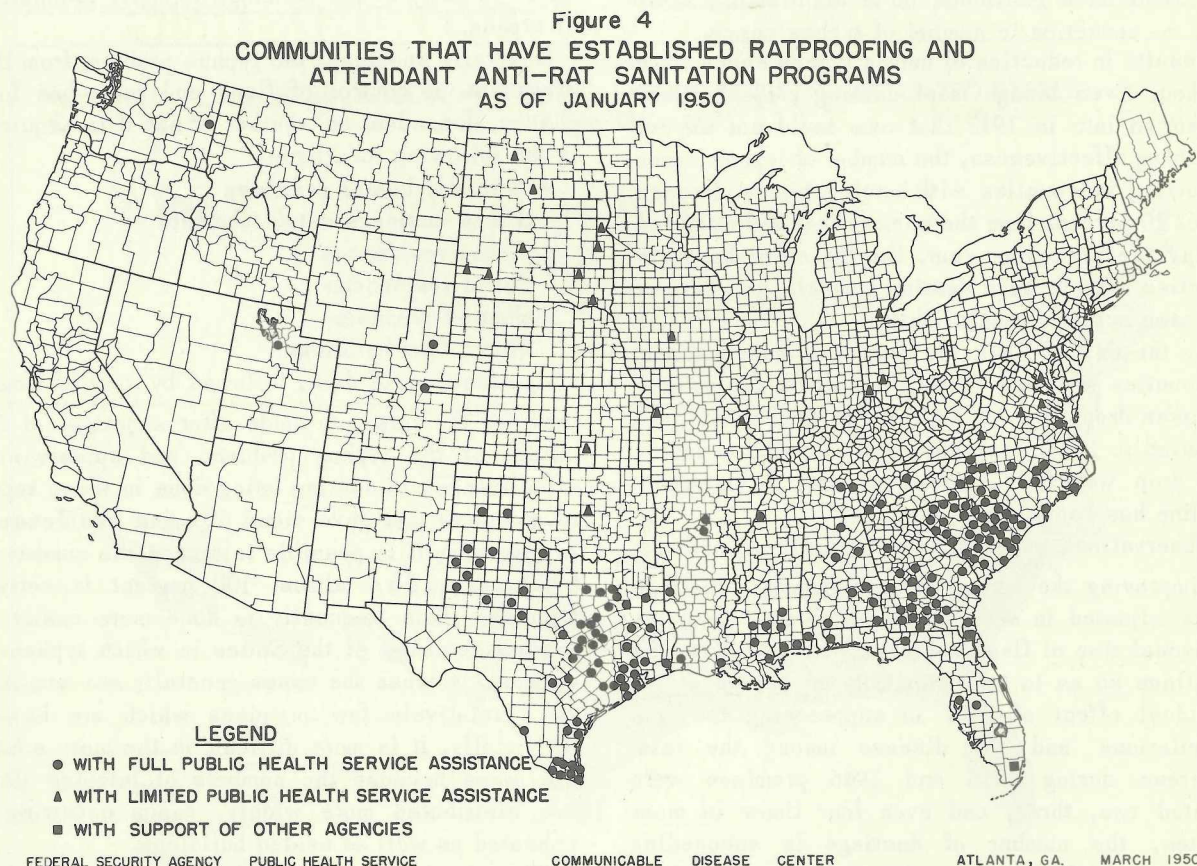 Figure 4
COMMUNITIES THAT HAVE ESTABLISHED RATPROOFING AND
ATTENDANT ANTI-RAT SANITATION PROGRAMS
AS OF JANUARY 1950
LEGEND
● WITH FULL PUBLIC HEALTH SERVICE ASSISTANCE
▲ WITH LIMITED PUBLIC HEALTH SERVICE ASSISTANCE
■ WITH SUPPORT OF OTHER AGENCIES
FEDERAL SECURITY AGENCY PUBLIC HEALTH SERVICE COMMUNICABLE DISEASE CENTER ATLANTA, GA. MARCH 1950